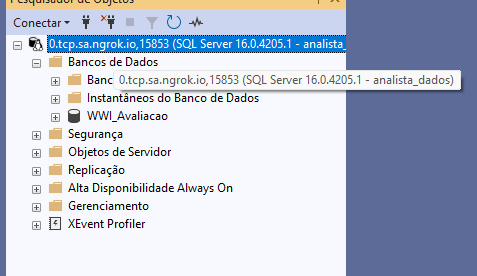 Pesquisador de Objetos
Conectar
0.tcp.sa.ngrok.io,15853 (SQL Server 16.0.4205.1 - analista_
Bancos de Dados
Banc
0.tcp.sa.ngrok.io,15853 (SQL Server 16.0.4205.1 - analista_dados)
Instantâneos do Banco de Dados
WWI_Avaliacao
Segurança
Objetos de Servidor
Replicação
Alta Disponibilidade Always On
Gerenciamento
XEvent Profiler